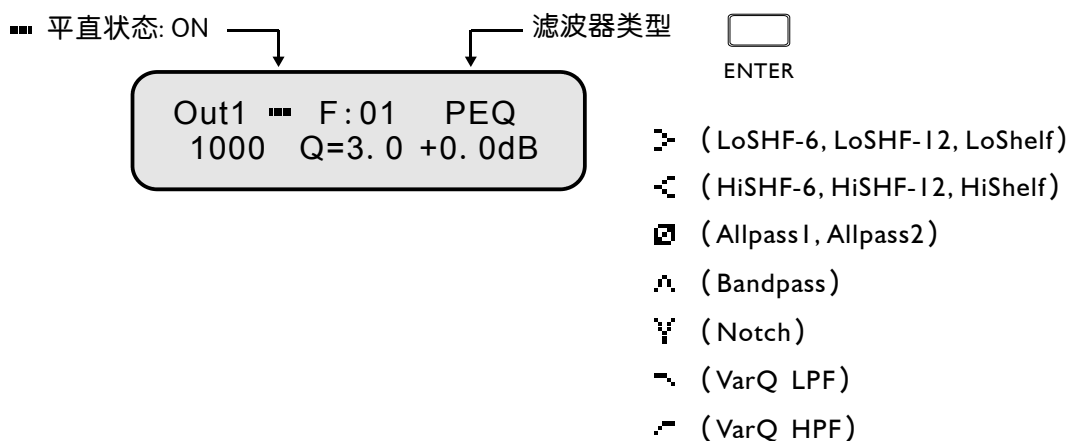 平直状态: ON
滤波器类型
ENTER
Out1 F:01 PEQ
1000 Q=3.0 +0.0dB
(LoSHF-6, LoSHF-12, LoShelf)
(HiSHF-6, HiSHF-12, HiShelf)
(Allpass1, Allpass2)
(Bandpass)
(Notch)
(VarQ LPF)
(VarQ HPF)